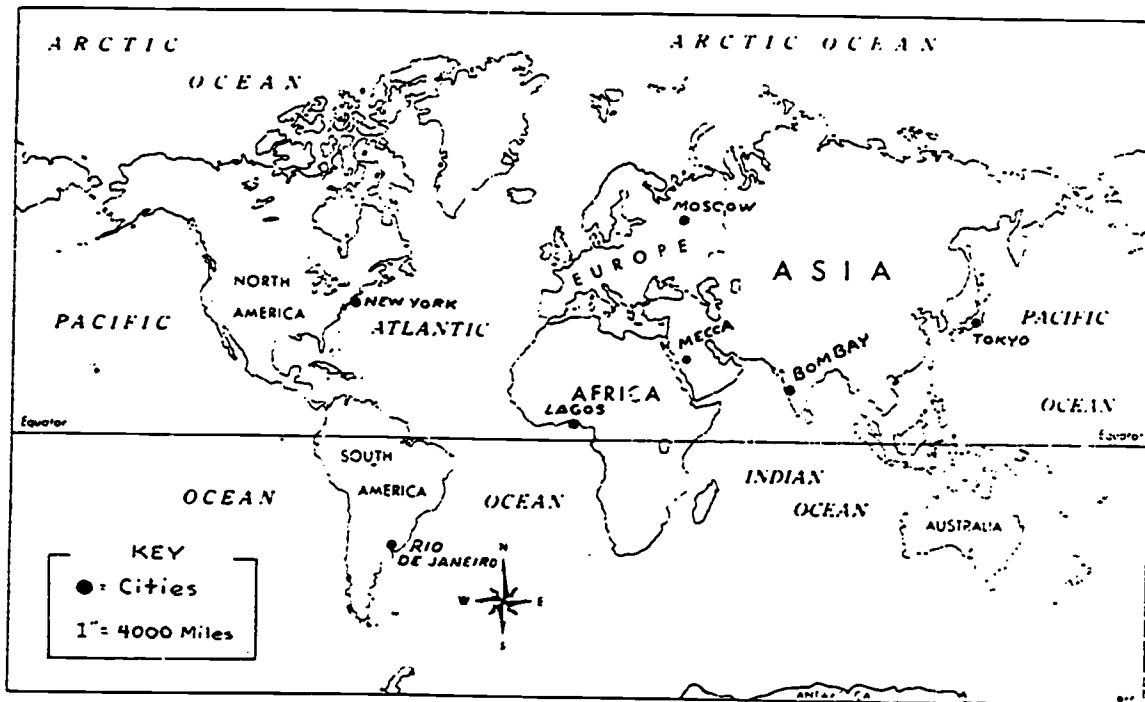 ARCTIC
OCEAN
ARCTIC OCEAN
MOSCOW
EUROPE
ASIA
NORTH
AMERICA
NEW YORK
PACIFIC
ATLANTIC
MECCA
BOMBAY
TOKYO
PACIFIC
AFRICA
LAGOS
OCEAN
Equator
Equator
SOUTH
AMERICA
OCEAN
OCEAN
INDIAN
OCEAN
AUSTRALIA
RIO
DE JANEIRO
KEY
● = Cities
1" = 4000 Miles
N
W
E
S